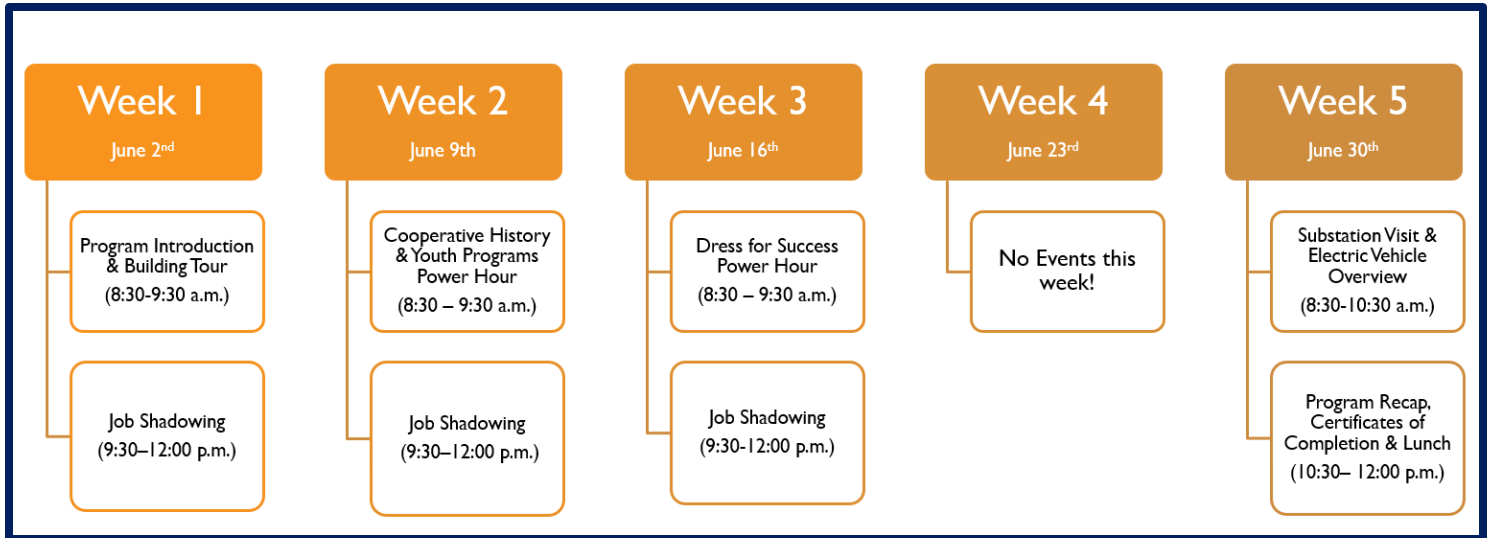 Week 1
June 2nd
Program Introduction
& Building Tour
(8:30-9:30 a.m.)
Job Shadowing
(9:30–12:00 p.m.)
Week 2
June 9th
Cooperative History
& Youth Programs
Power Hour
(8:30 – 9:30 a.m.)
Job Shadowing
(9:30–12:00 p.m.)
Week 3
June 16th
Dress for Success
Power Hour
(8:30 – 9:30 a.m.)
Job Shadowing
(9:30-12:00 p.m.)
Week 4
June 23rd
No Events this
week!
Week 5
June 30th
Substation Visit &
Electric Vehicle
Overview
(8:30-10:30 a.m.)
Program Recap,
Certificates of
Completion & Lunch
(10:30– 12:00 p.m.)